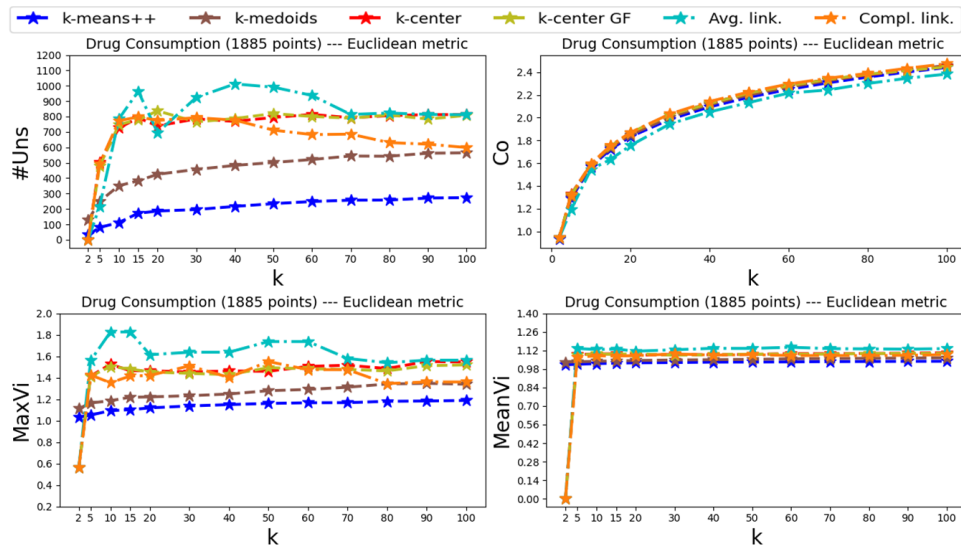 k-means++ k-medoids k-center k-center GF Avg. link. Compl. link.
Drug Consumption (1885 points) --- Euclidean metric
#Uns
1200
1100
1000
900
800
700
600
500
400
300
200
100
0
2 5 10 15 20 30 40 50 60 70 80 90 100
k
Drug Consumption (1885 points) --- Euclidean metric
Co
2.4
2.2
2.0
1.8
1.6
1.4
1.2
1.0
0 20 40 60 80 100
k
Drug Consumption (1885 points) --- Euclidean metric
MaxVi
2.0
1.8
1.6
1.4
1.2
1.0
0.8
0.6
0.4
0.2
2 5 10 15 20 30 40 50 60 70 80 90 100
k
Drug Consumption (1885 points) --- Euclidean metric
MeanVi
1.40
1.26
1.12
0.98
0.84
0.70
0.56
0.42
0.28
0.12
0.00
2 5 10 15 20 30 40 50 60 70 80 90 100
k